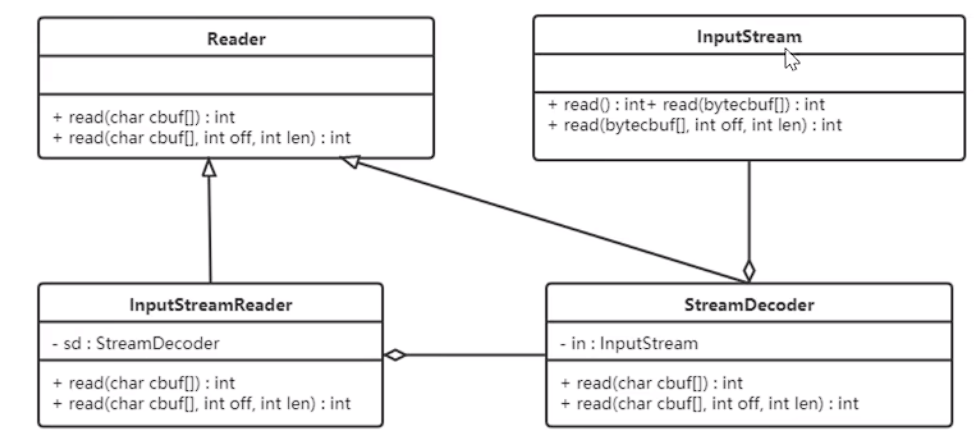 Reader
+ read(char cbuf[]) : int
+ read(char cbuf[], int off, int len) : int
InputStream
+ read() : int+ read(bytecbuf[]) : int
+ read(bytecbuf[], int off, int len) : int
InputStreamReader
- sd : StreamDecoder
+ read(char cbuf[]) : int
+ read(char cbuf[], int off, int len) : int
StreamDecoder
- in : InputStream
+ read(char cbuf[]) : int
+ read(char cbuf[], int off, int len) : int